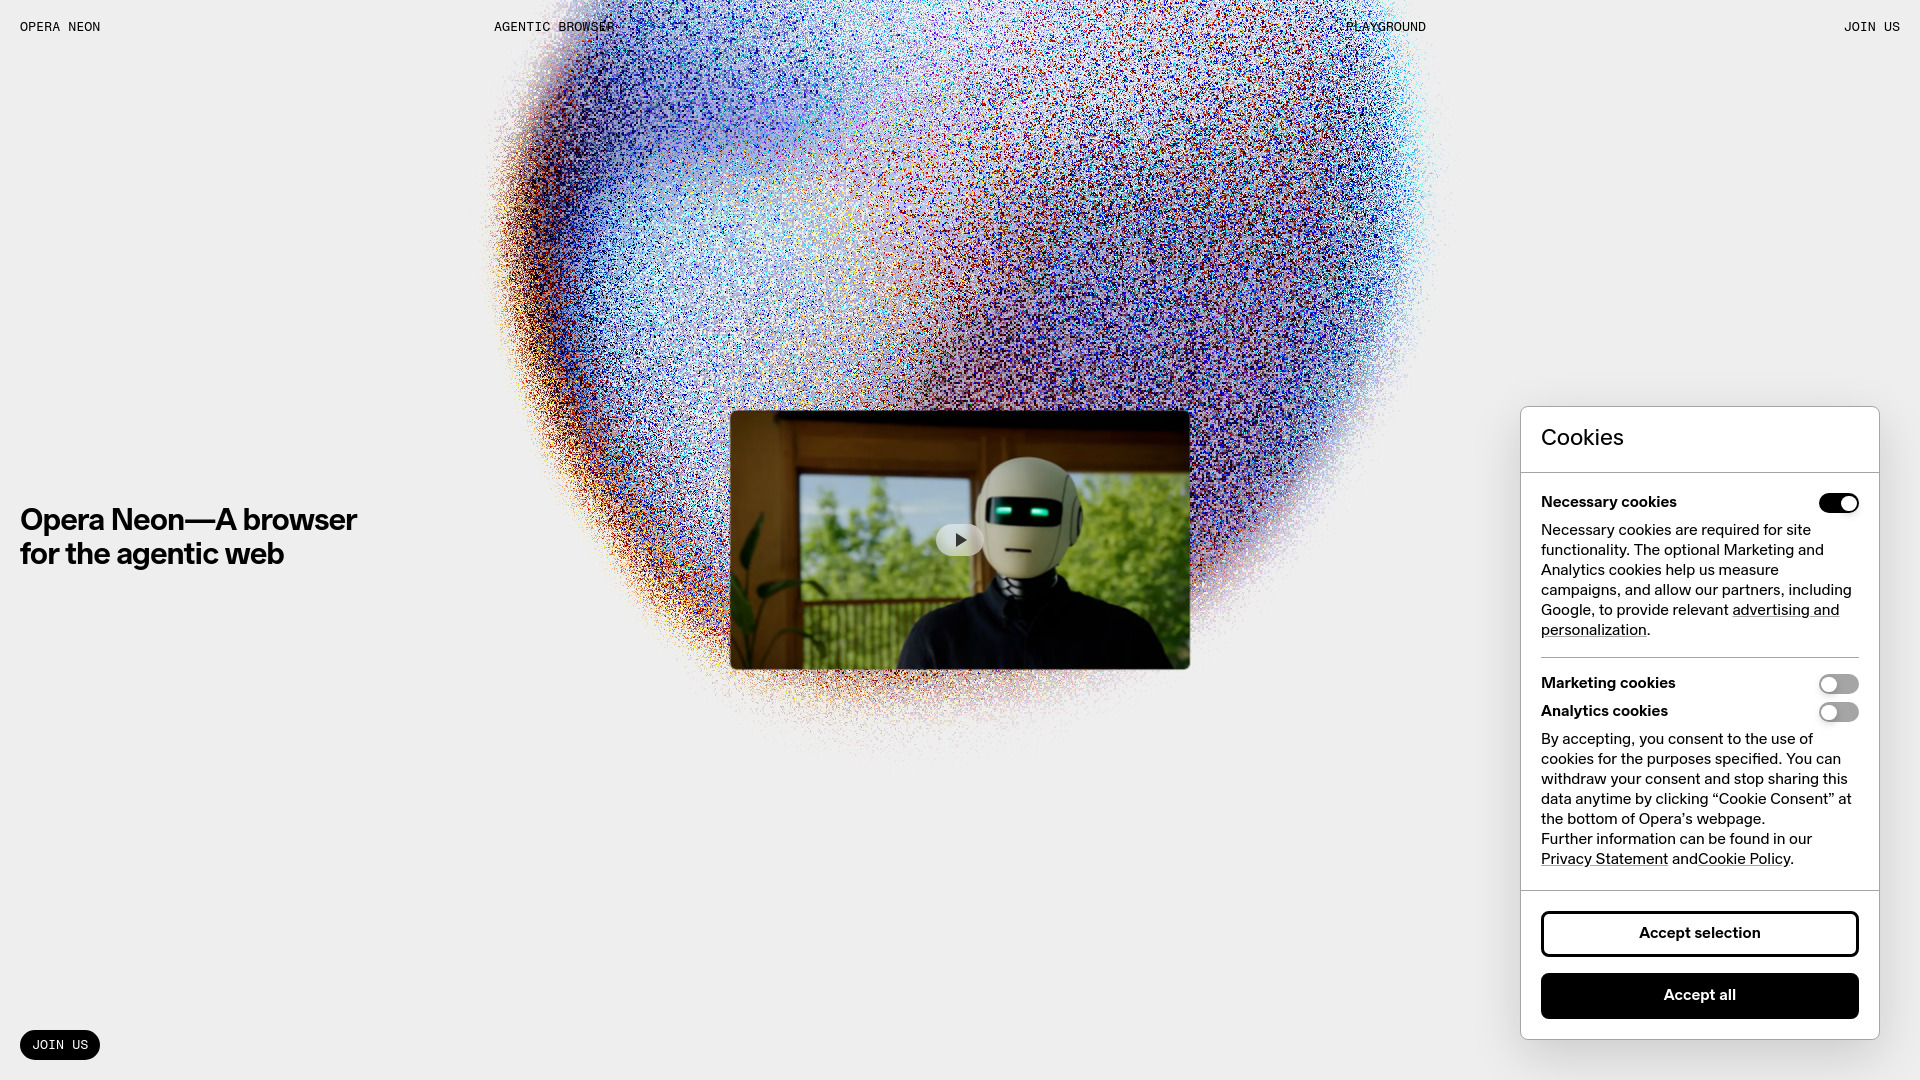 OPERA NEON
AGENTIC BROWSER
PLAYGROUND
JOIN US
Opera Neon—A browser
for the agentic web
JOIN US
Cookies
Necessary cookies
Necessary cookies are required for site
functionality. The optional Marketing and
Analytics cookies help us measure
campaigns, and allow our partners, including
Google, to provide relevant advertising and
personalization.
Marketing cookies
Analytics cookies
By accepting, you consent to the use of
cookies for the purposes specified. You can
withdraw your consent and stop sharing this
data anytime by clicking “Cookie Consent” at
the bottom of Opera’s webpage.
Further information can be found in our
Privacy Statement andCookie Policy.
Accept selection
Accept all